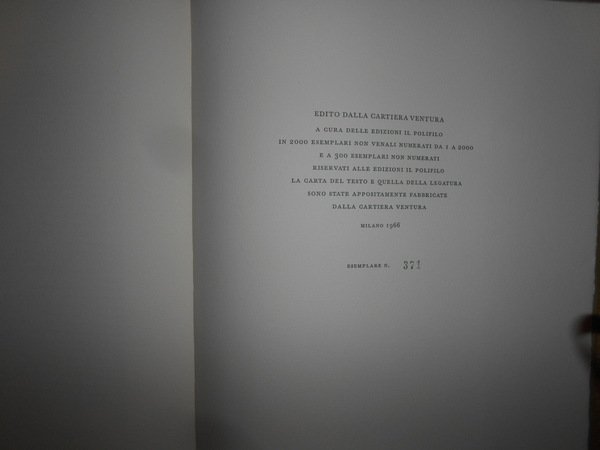 EDITO DALLA CARTIERA VENTURA
A CURA DELLE EDIZIONI IL POLIFILO
IN 2000 ESEMPLARI NON VENALI NUMERATI DA 1 A 2000
E A 500 ESEMPLARI NON NUMERATI
RISERVATI ALLE EDIZIONI IL POLIFILO
LA CARTA DEL TESTO E QUELLA DELLA LEGATURA
SONO STATE APPOSITAMENTE FABBRICATE
DALLA CARTIERA VENTURA
MILANO 1966
ESEMPLARE N. 371